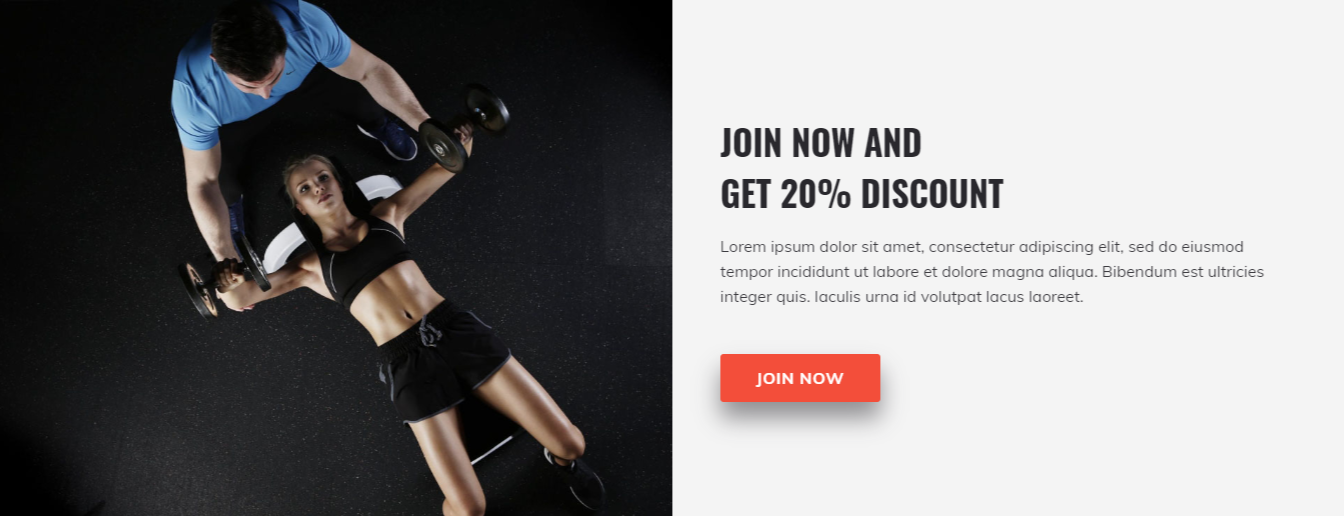 JOIN NOW AND
GET 20% DISCOUNT
Lorem ipsum dolor sit amet, consectetur adipiscing elit, sed do eiusmod
tempor incididunt ut labore et dolore magna aliqua. Bibendum est ultricies
integer quis. Iaculis urna id volutpat lacus laoreet.
JOIN NOW